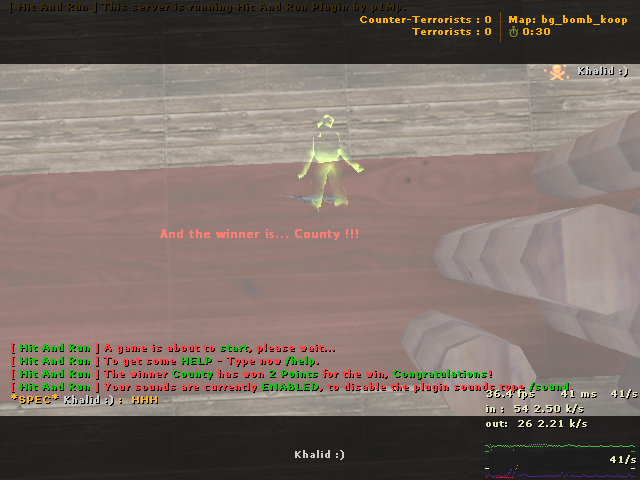 [ Hit And Run ] This server is running Hit And Run Plugin by p1Mp.
Counter-Terrorists : 0
Map: bg_bomb_koop
Terrorists : 0
0:30
Khalid :)
And the winner is... County !!!
[ Hit And Run ] A game is about to start, please wait...
[ Hit And Run ] To get some HELP - Type now /help.
[ Hit And Run ] The winner County has won 2 Points for the win, Congratulations!
[ Hit And Run ] Your sounds are currently ENABLED, to disable the plugin sounds type /sound.
*SPEC* Khalid :) : HHH
36.4 fps 41 ms 41/s
in : 54 2.50 k/s
out: 26 2.21 k/s
Khalid :)
41/s